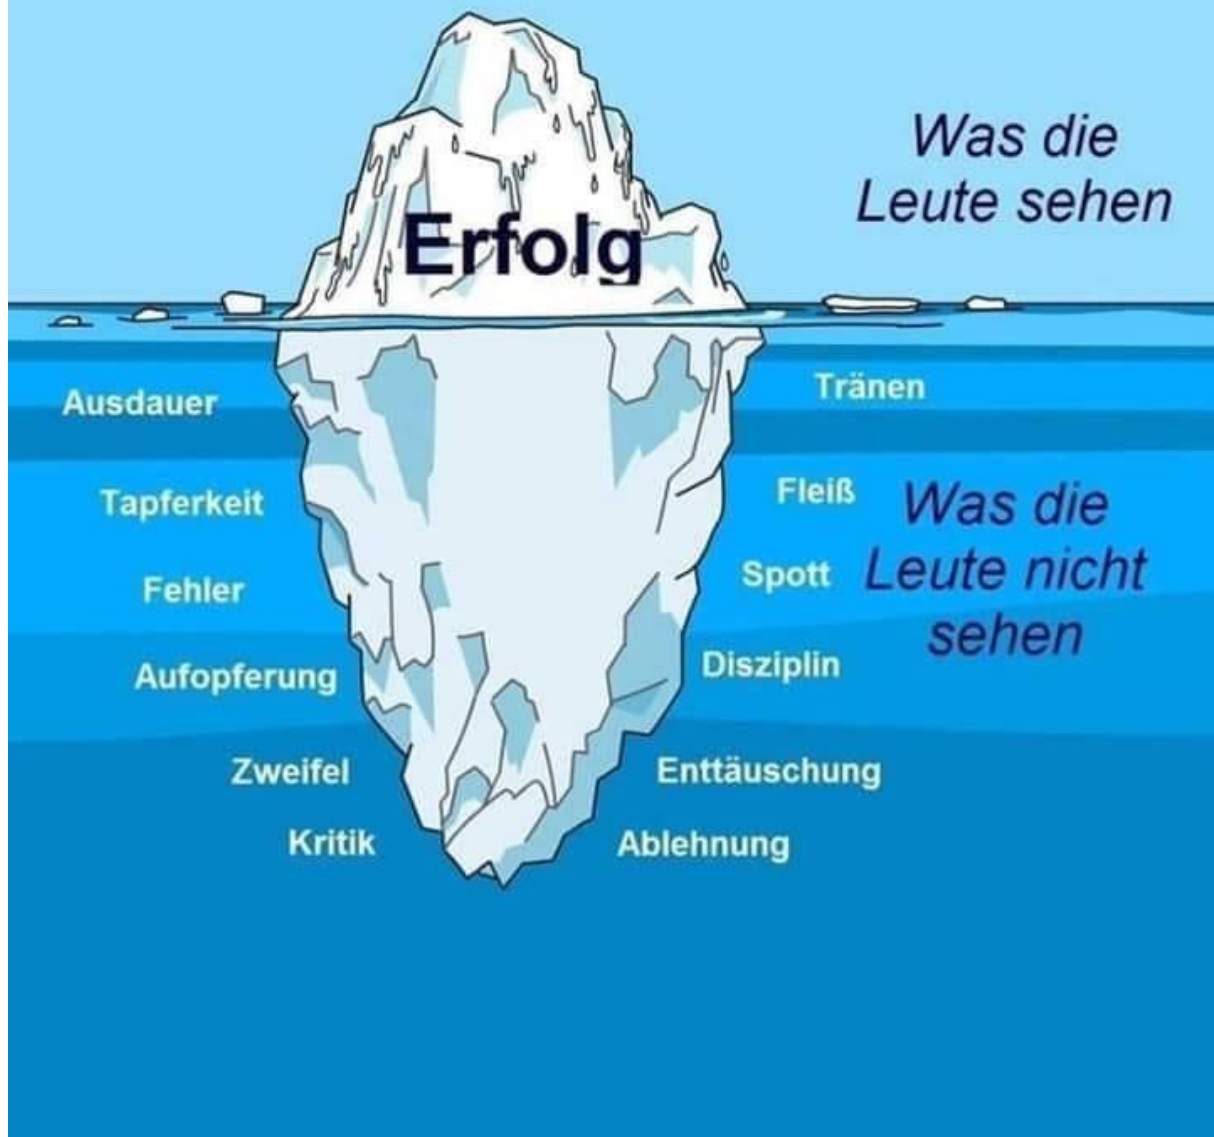 Was die
Leute sehen
Erfolg
Ausdauer
Tränen
Tapferkeit
Fleiß
Was die
Leute nicht
sehen
Fehler
Spott
Aufopferung
Disziplin
Zweifel
Enttäuschung
Kritik
Ablehnung